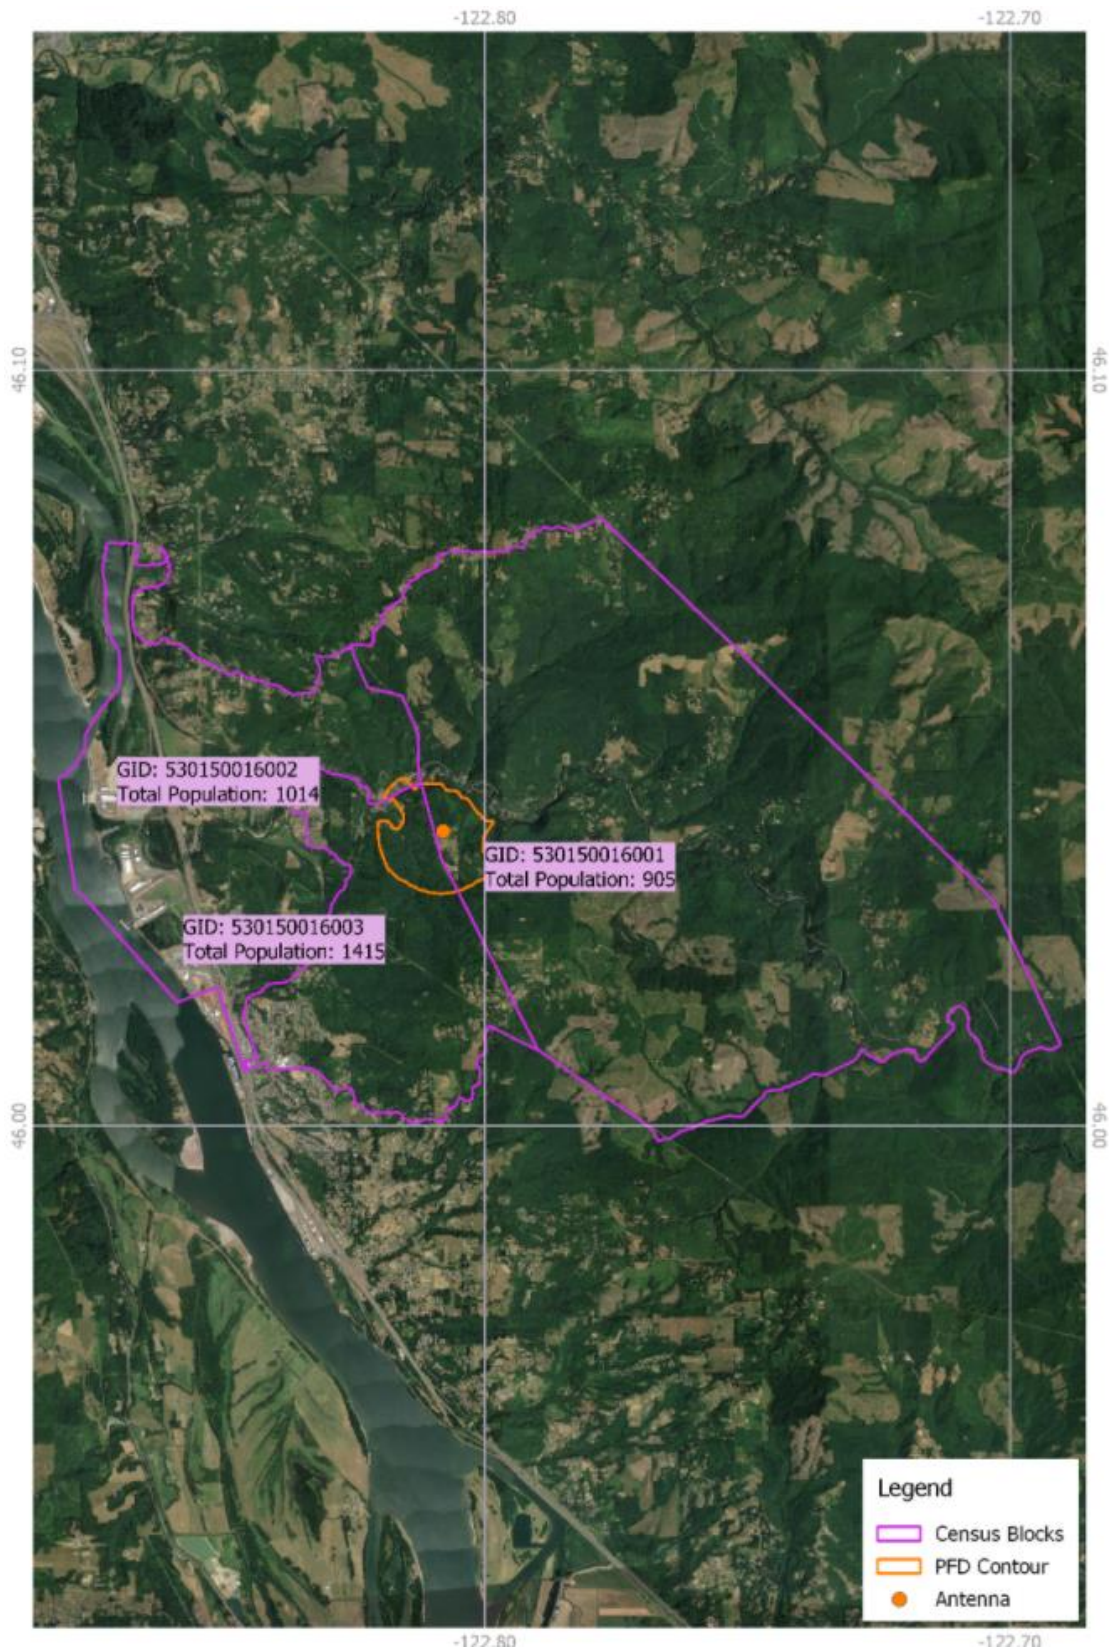 -122.80
-122.70
46.10
46.10
GID: 530150016002
Total Population: 1014
GID: 530150016001
Total Population: 905
GID: 530150016003
Total Population: 1415
46.00
46.00
Legend
Census Blocks
PFD Contour
Antenna
-122.80
-122.70